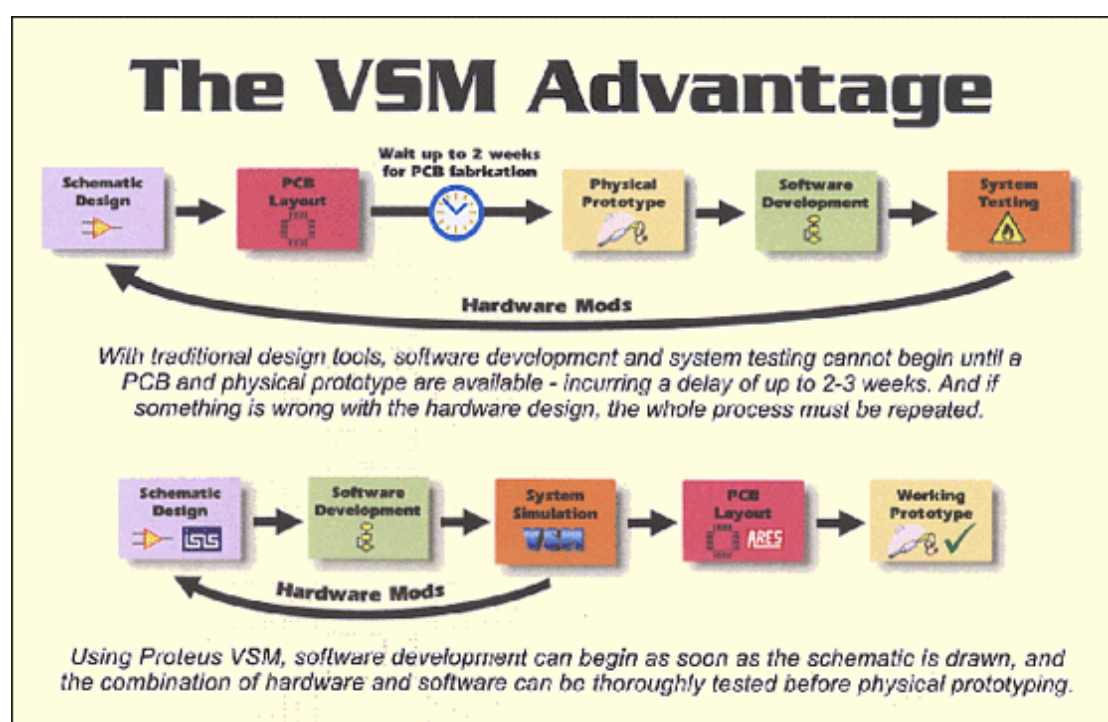 The VSM Advantage
Wait up to 2 weeks
for PCB fabrication
Schematic
Design
PCB
Layout
Physical
Prototype
Software
Development
System
Testing
Hardware Mods
With traditional design tools, software development and system testing cannot begin until a
PCB and physical prototype are available - incurring a delay of up to 2-3 weeks. And if
something is wrong with the hardware design, the whole process must be repeated.
Schematic
Design
ISIS
Software
Development
System
Simulation
VSM
PCB
Layout
ARES
Working
Prototype
Hardware Mods
Using Proteus VSM, software development can begin as soon as the schematic is drawn, and
the combination of hardware and software can be thoroughly tested before physical prototyping.